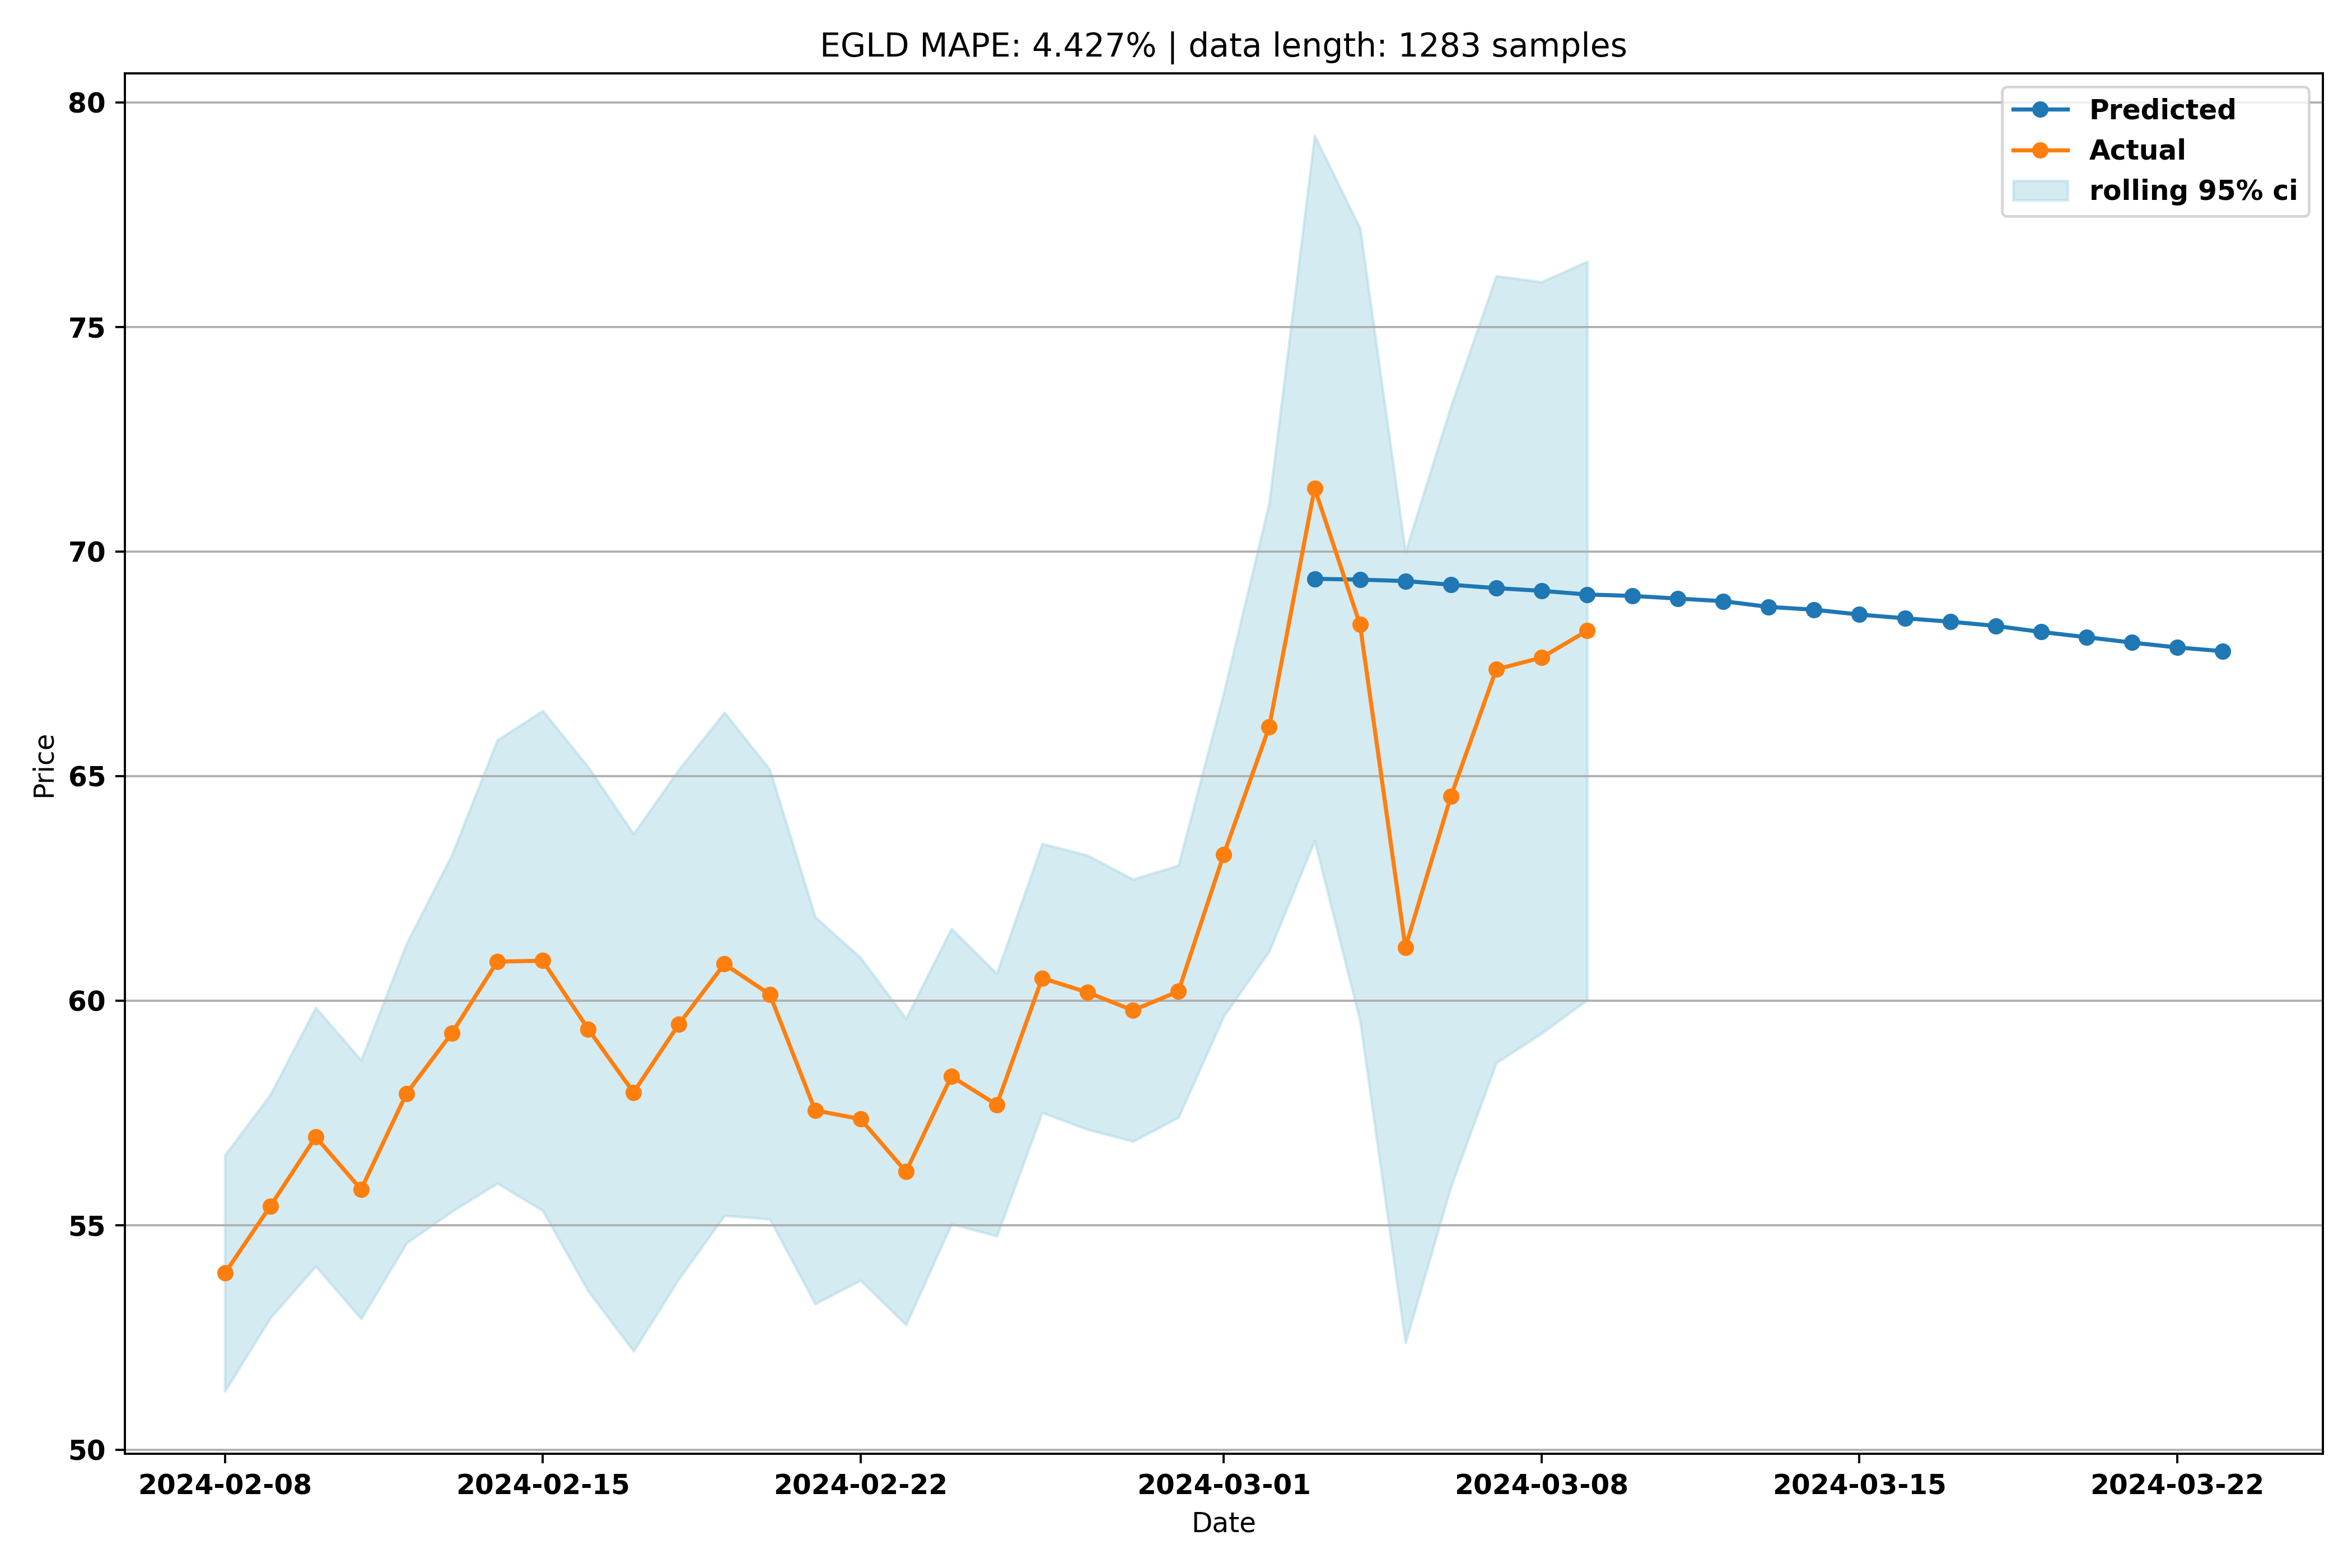 EGLD MAPE: 4.427% | data length: 1283 samples
Predicted
Actual
rolling 95% ci
80
75
70
65
60
55
50
Price
2024-02-08 2024-02-15 2024-02-22 2024-03-01 2024-03-08 2024-03-15 2024-03-22
Date